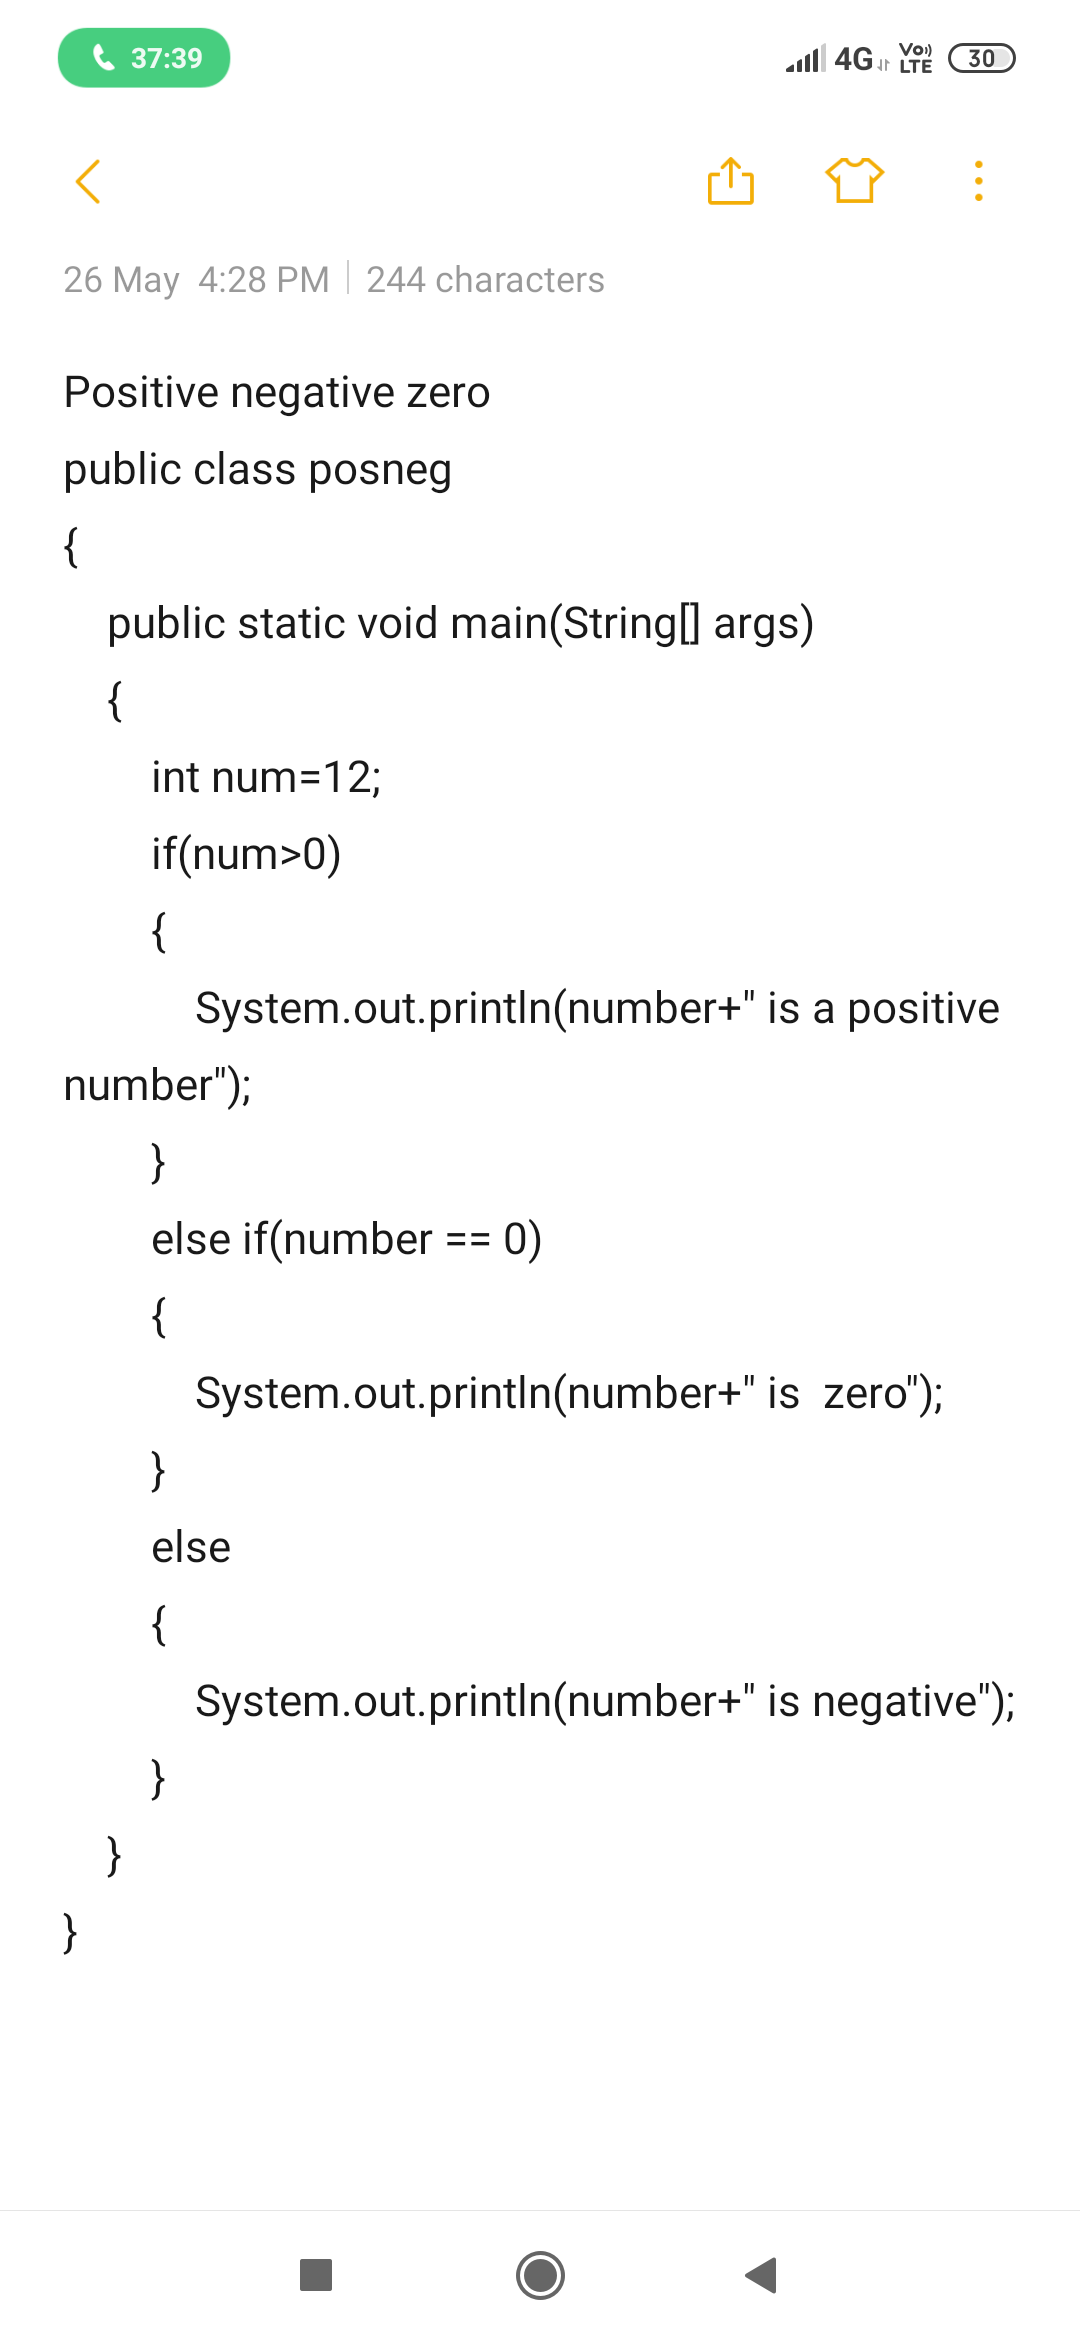 37:39 4G Vo) LTE 30
26 May 4:28 PM | 244 characters
Positive negative zero
public class posneg
{
    public static void main(String[] args)
    {
        int num=12;
        if(num>0)
        {
            System.out.println(number+" is a positive
number");
        }
        else if(number == 0)
        {
            System.out.println(number+" is  zero");
        }
        else
        {
            System.out.println(number+" is negative");
        }
    }
}